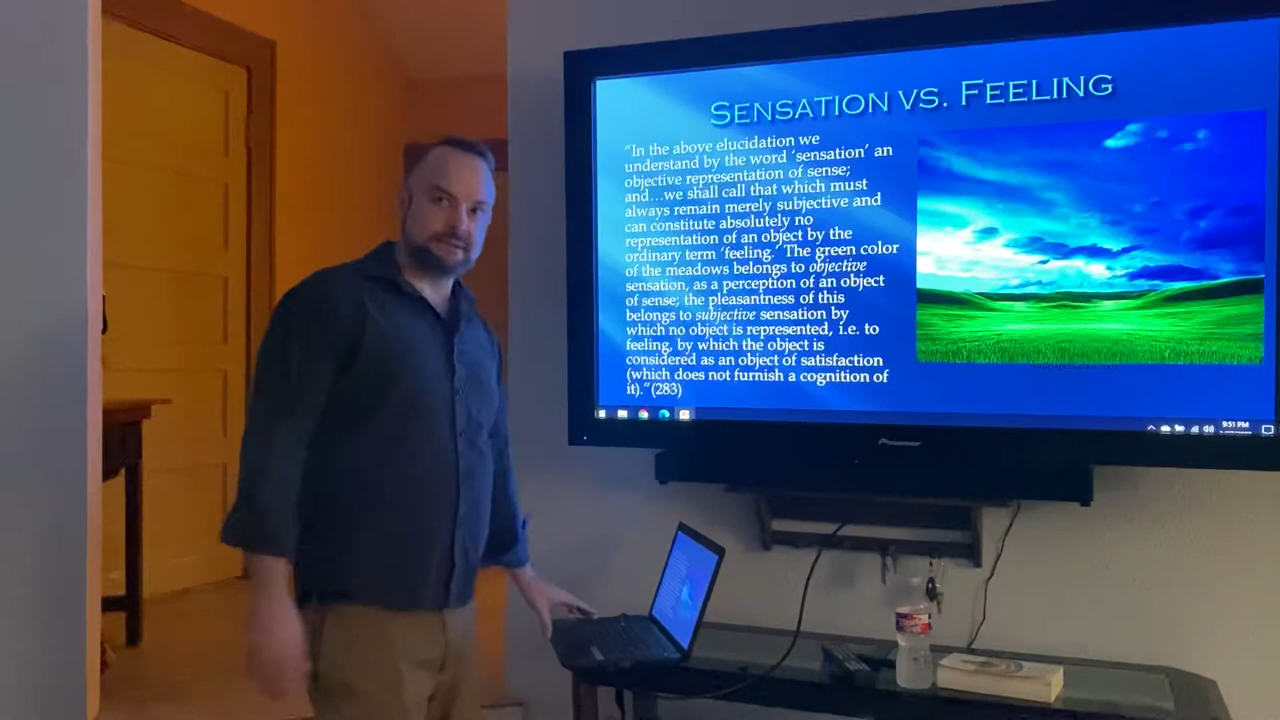 SENSATION VS. FEELING
“In the above elucidation we
understand by the word ‘sensation’ an
objective representation of sense;
and…we shall call that which must
always remain merely subjective and
can constitute absolutely no
representation of an object by the
ordinary term ‘feeling.’ The green color
of the meadows belongs to objective
sensation, as a perception of an object
of sense; the pleasantness of this
belongs to subjective sensation by
which no object is represented, i.e. to
feeling, by which the object is
considered as an object of satisfaction
(which does not furnish a cognition of
it).”(283)
9:51 PM
Pioneer